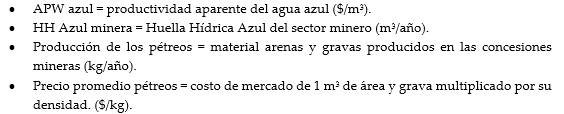 • APW azul = productividad aparente del agua azul ($/m³).
• HH Azul minera = Huella Hídrica Azul del sector minero (m³/año).
• Producción de los pétreos = material arenas y gravas producidos en las concesiones
mineras (kg/año).
• Precio promedio pétreos = costo de mercado de 1 m³ de área y grava multiplicado por su
densidad. ($/kg).